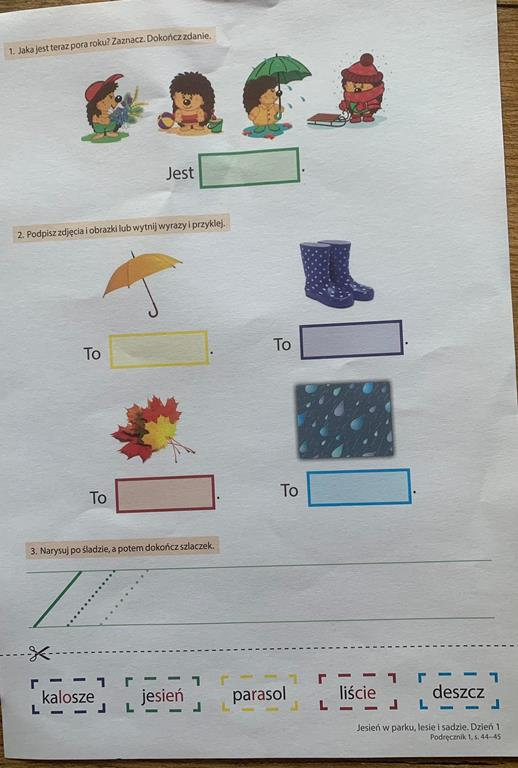 1. Jaka jest teraz pora roku? Zaznacz. Dokończ zdanie.
Jest .
2. Podpisz zdjęcia i obrazki lub wytnij wyrazy i przyklej.
To . To .
To . To .
3. Narysuj po śladzie, a potem dokończ szlaczek.
kalosze jesień parasol liście deszcz
Jesień w parku, lesie i sadzie. Dzień 1
Podręcznik 1, s. 44–45